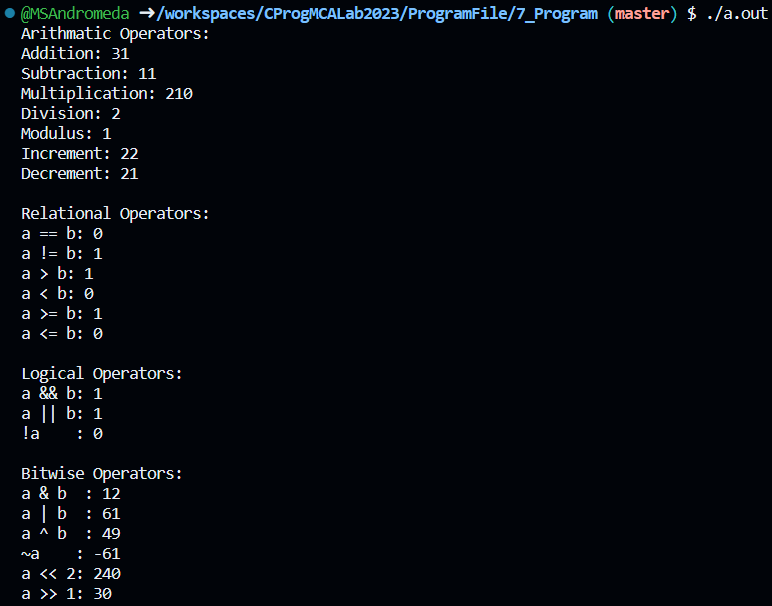 @MSAndromeda ➜/workspaces/CProgMCALab2023/ProgramFile/7_Program (master) $ ./a.out
Arithmatic Operators:
Addition: 31
Subtraction: 11
Multiplication: 210
Division: 2
Modulus: 1
Increment: 22
Decrement: 21

Relational Operators:
a == b: 0
a != b: 1
a > b: 1
a < b: 0
a >= b: 1
a <= b: 0

Logical Operators:
a && b: 1
a || b: 1
!a    : 0

Bitwise Operators:
a & b  : 12
a | b  : 61
a ^ b  : 49
~a    : -61
a << 2: 240
a >> 1: 30